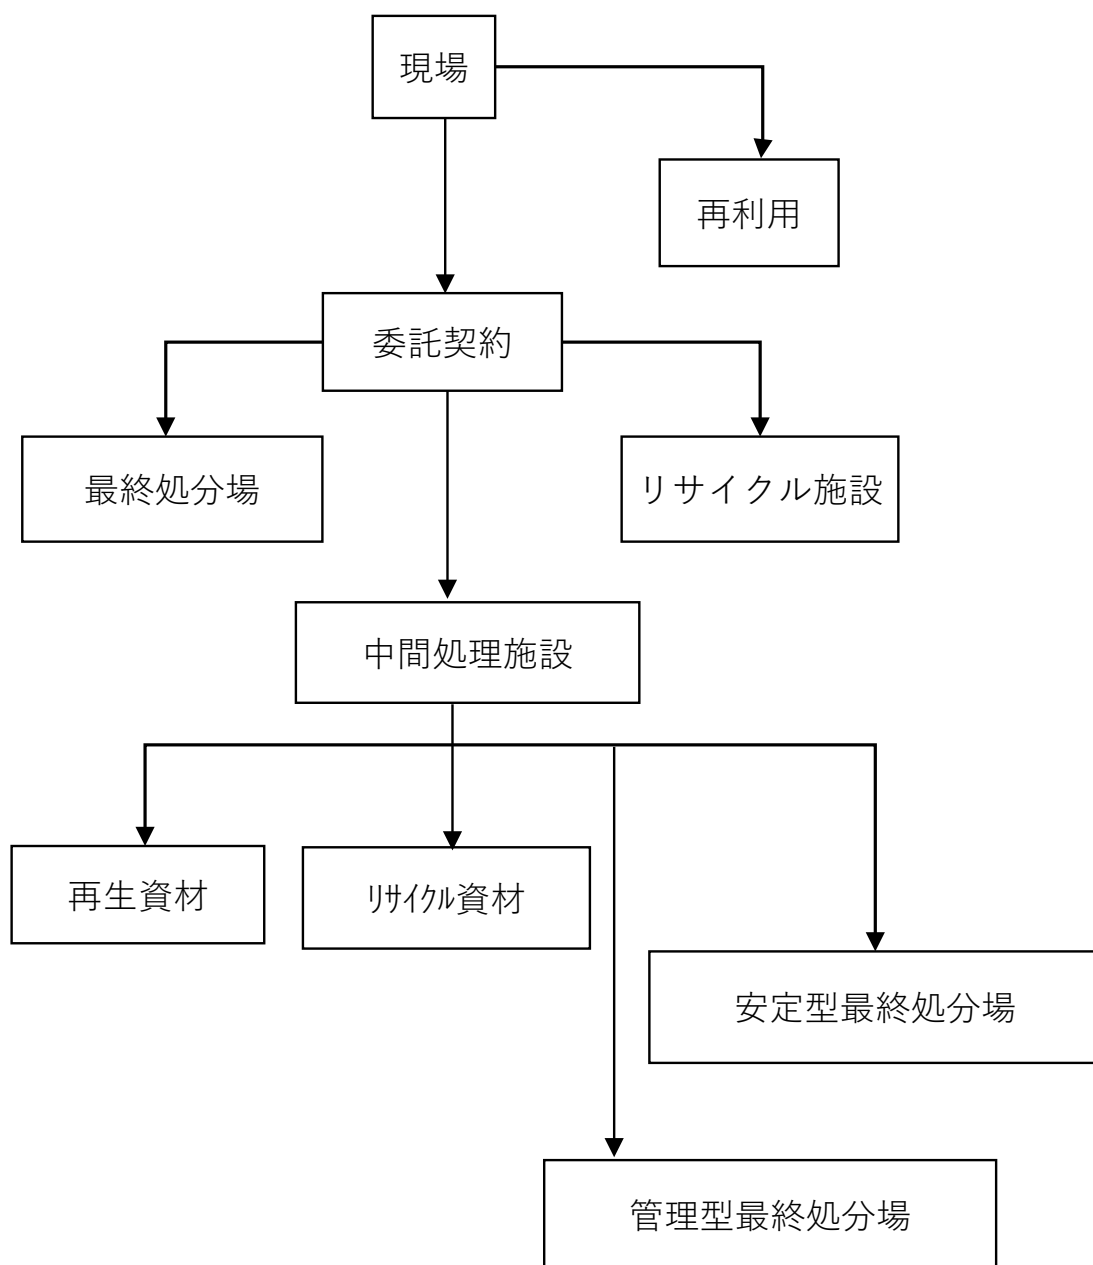 現場
再利用
委託契約
最終処分場
リサイクル施設
中間処理施設
再生資材
ﾘｻｲｸﾙ資材
安定型最終処分場
管理型最終処分場